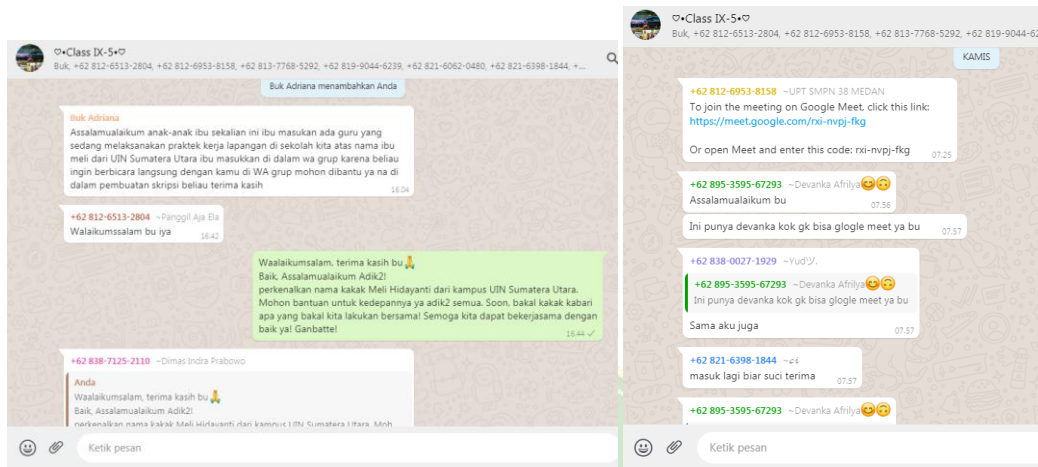 ♡•Class IX-5•♡
Buk, +62 812-6513-2804, +62 812-6953-8158, +62 813-7768-5292, +62 819-9044-6239, +62 821-6062-0480, +62 821-6398-1844, +...
Buk Adriana menambahkan Anda
Buk Adriana
Assalamualaikum anak-anak ibu sekalian ini ibu masukan ada guru yang
sedang melaksanakan praktek kerja lapangan di sekolah kita atas nama ibu
meli dari UIN Sumatera Utara ibu masukkan di dalam wa grup karena beliau
ingin berbicara langsung dengan kamu di WA grup mohon dibantu ya na di
dalam pembuatan skripsi beliau terima kasih
16.04
+62 812-6513-2804 ~Panggil Aja Ela
Walaikumssalam bu iya
16.42
Waalaikumsalam, terima kasih bu🙏
Baik, Assalamualaikum Adik2!
perkenalkan nama kakak Meli Hidayanti dari kampus UIN Sumatera Utara.
Mohon bantuan untuk kedepannya ya adik2 semua. Soon, bakal kakak kabari
apa yang bakal kita lakukan bersama! Semoga kita dapat bekerjasama dengan
baik ya! Ganbatte!
16.44 ✓
+62 838-7125-2110 ~Dimas Indra Prabowo
Anda
Waalaikumsalam, terima kasih bu🙏
Baik, Assalamualaikum Adik2!
perkenalkan nama kakak Meli Hidayanti dari kampus UIN Sumatera Utara. Moh
Ketik pesan
♡•Class IX-5•♡
Buk, +62 812-6513-2804, +62 812-6953-8158, +62 813-7768-5292, +62 819-9044-62
KAMIS
+62 812-6953-8158 ~UPT SMPN 38 MEDAN
To join the meeting on Google Meet, click this link:
https://meet.google.com/rxi-nvpj-fkg
Or open Meet and enter this code: rxi-nvpj-fkg
07.25
+62 895-3595-67293 ~Devanka Afrilya😊🙃
Assalamualaikum bu
07.56
Ini punya devanka kok gk bisa glogle meet ya bu
07.57
+62 838-0027-1929 ~Yudツ.
+62 895-3595-67293 ~Devanka Afrilya😊🙃
Ini punya devanka kok gk bisa glogle meet ya bu
Sama aku juga
07.57
+62 821-6398-1844
masuk lagi biar suci terima
07.57
+62 895-3595-67293 ~Devanka Afrilya😊🙃
Ketik pesan